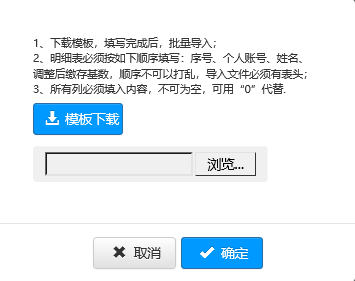 1、下载模板，填写完成后，批量导入；
2、明细表必须按如下顺序填写：序号、个人账号、姓名、
调整后缴存基数，顺序不可以打乱，导入文件必须有表头；
3、所有列必须填入内容，不可为空，可用“0”代替.
模板下载
浏览...
取消 确定